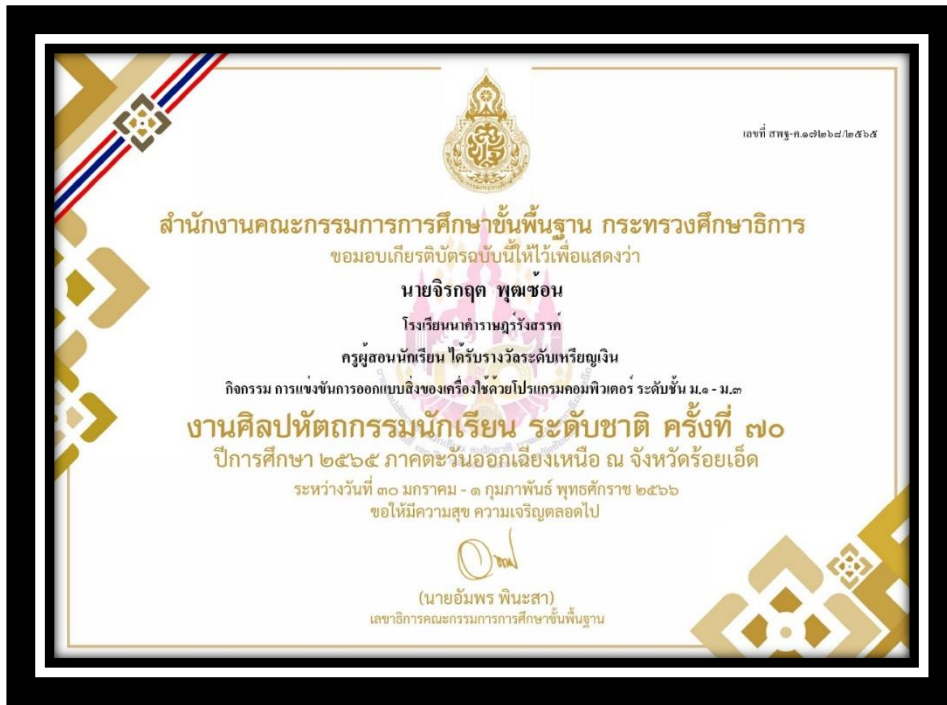 เลขที่ สพฐ-ค.๑๗๒๖๘/๒๕๖๕
สำนักงานคณะกรรมการการศึกษาขั้นพื้นฐาน กระทรวงศึกษาธิการ
ขอมอบเกียรติบัตรฉบับนี้ให้ไว้เพื่อแสดงว่า
นายจิรกฤต พุฒซ้อน
โรงเรียนนาคำราษฎร์รังสรรค์
ครูผู้สอนนักเรียน ได้รับรางวัลระดับเหรียญเงิน
กิจกรรม การแข่งขันการออกแบบสิ่งของเครื่องใช้ด้วยโปรแกรมคอมพิวเตอร์ ระดับชั้น ม.๑ - ม.๓
งานศิลปหัตถกรรมนักเรียน ระดับชาติ ครั้งที่ ๗๐
ปีการศึกษา ๒๕๖๕ ภาคตะวันออกเฉียงเหนือ ณ จังหวัดร้อยเอ็ด
ระหว่างวันที่ ๓๐ มกราคม - ๑ กุมภาพันธ์ พุทธศักราช ๒๕๖๖
ขอให้มีความสุข ความเจริญตลอดไป
(นายอัมพร พินะสา)
เลขาธิการคณะกรรมการการศึกษาขั้นพื้นฐาน